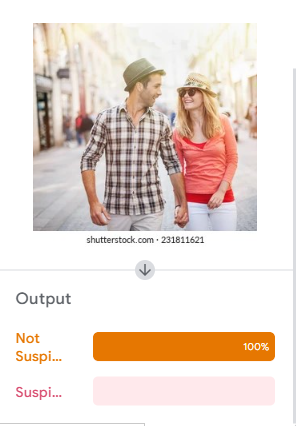 shutterstock.com · 231811621
Output
Not
Suspi...
100%
Suspi...